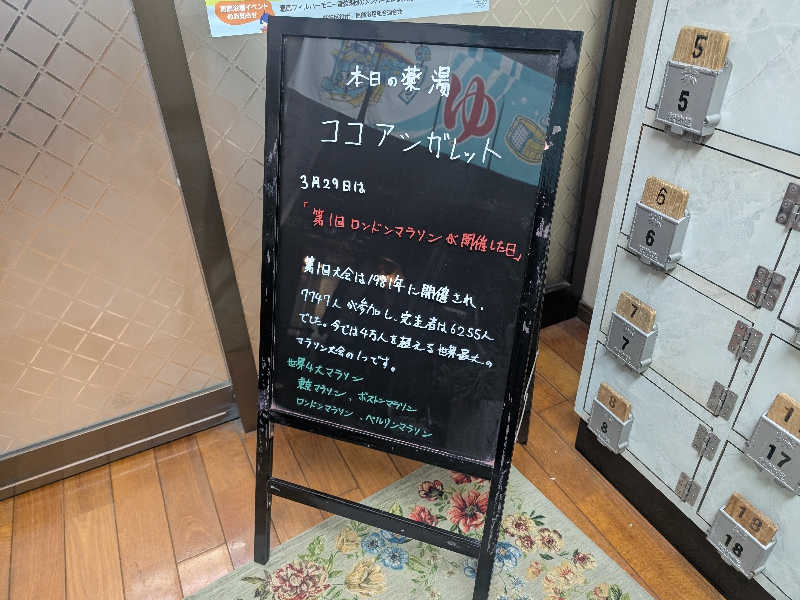 本日の薬湯
ゆ
ココアシガレット
3月29日は
「第1回ロンドンマラソンが開催した日」
第1回大会は1981年に開催され、
7747人が参加し、完走者は6255人
でした。今では4万人を超える世界最大の
マラソン大会の1つです。
世界4大マラソン
東京マラソン、ボストンマラソン
ロンドンマラソン、ベルリンマラソン
5
5
6
6
7
7
8
8
17
18
18